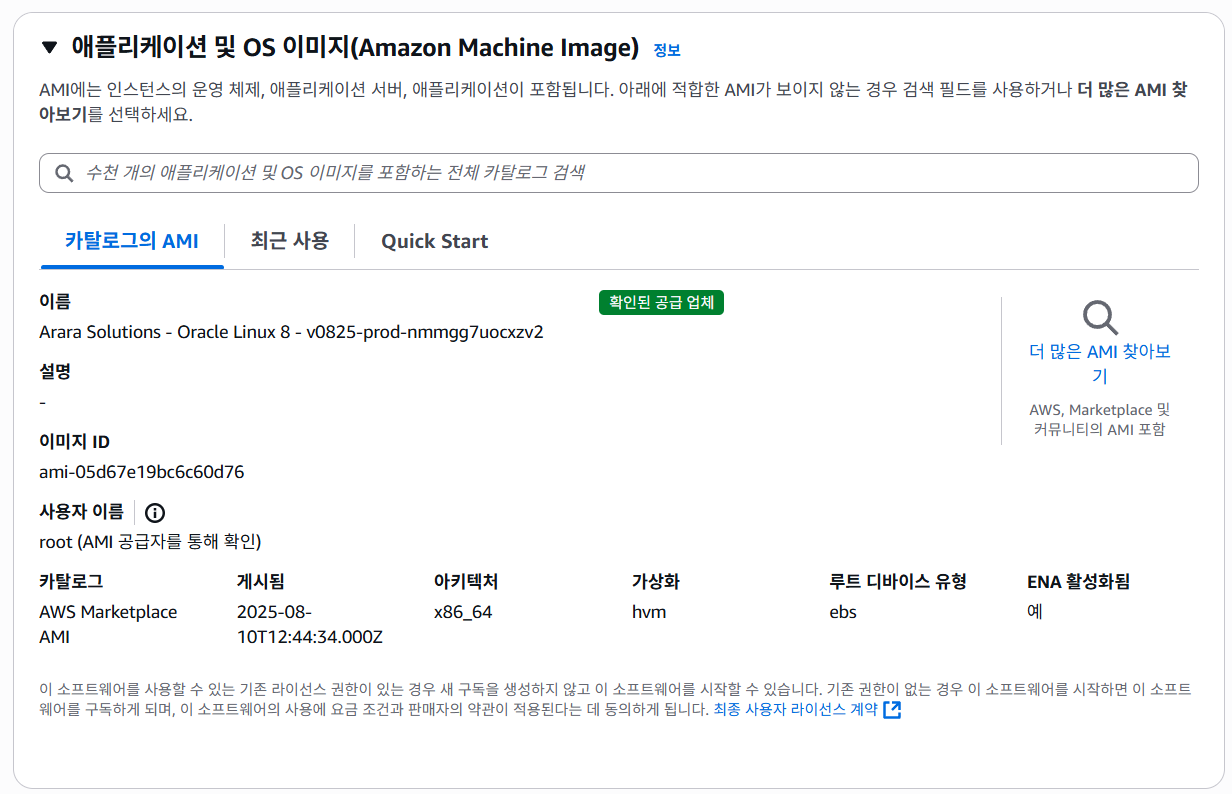 애플리케이션 및 OS 이미지(Amazon Machine Image) 정보
AMI에는 인스턴스의 운영 체제, 애플리케이션 서버, 애플리케이션이 포함됩니다. 아래에 적합한 AMI가 보이지 않는 경우 검색 필드를 사용하거나 더 많은 AMI 찾
아보기를 선택하세요.
수천 개의 애플리케이션 및 OS 이미지를 포함하는 전체 카탈로그 검색
카탈로그의 AMI 최근 사용 Quick Start
이름
확인된 공급 업체
Arara Solutions - Oracle Linux 8 - v0825-prod-nmmgg7uocxzv2
설명
-
이미지 ID
ami-05d67e19bc6c60d76
사용자 이름
root (AMI 공급자를 통해 확인)
더 많은 AMI 찾아보
기
AWS, Marketplace 및
커뮤니티의 AMI 포함
카탈로그 게시됨 아키텍처 가상화 루트 디바이스 유형 ENA 활성화됨
AWS Marketplace 2025-08- x86_64 hvm ebs 예
AMI 10T12:44:34.000Z
이 소프트웨어를 사용할 수 있는 기존 라이선스 권한이 있는 경우 새 구독을 생성하지 않고 이 소프트웨어를 시작할 수 있습니다. 기존 권한이 없는 경우 이 소프트웨어를 시작하면 이 소프트
웨어를 구독하게 되며, 이 소프트웨어의 사용에 요금 조건과 판매자의 약관이 적용된다는 데 동의하게 됩니다. 최종 사용자 라이선스 계약